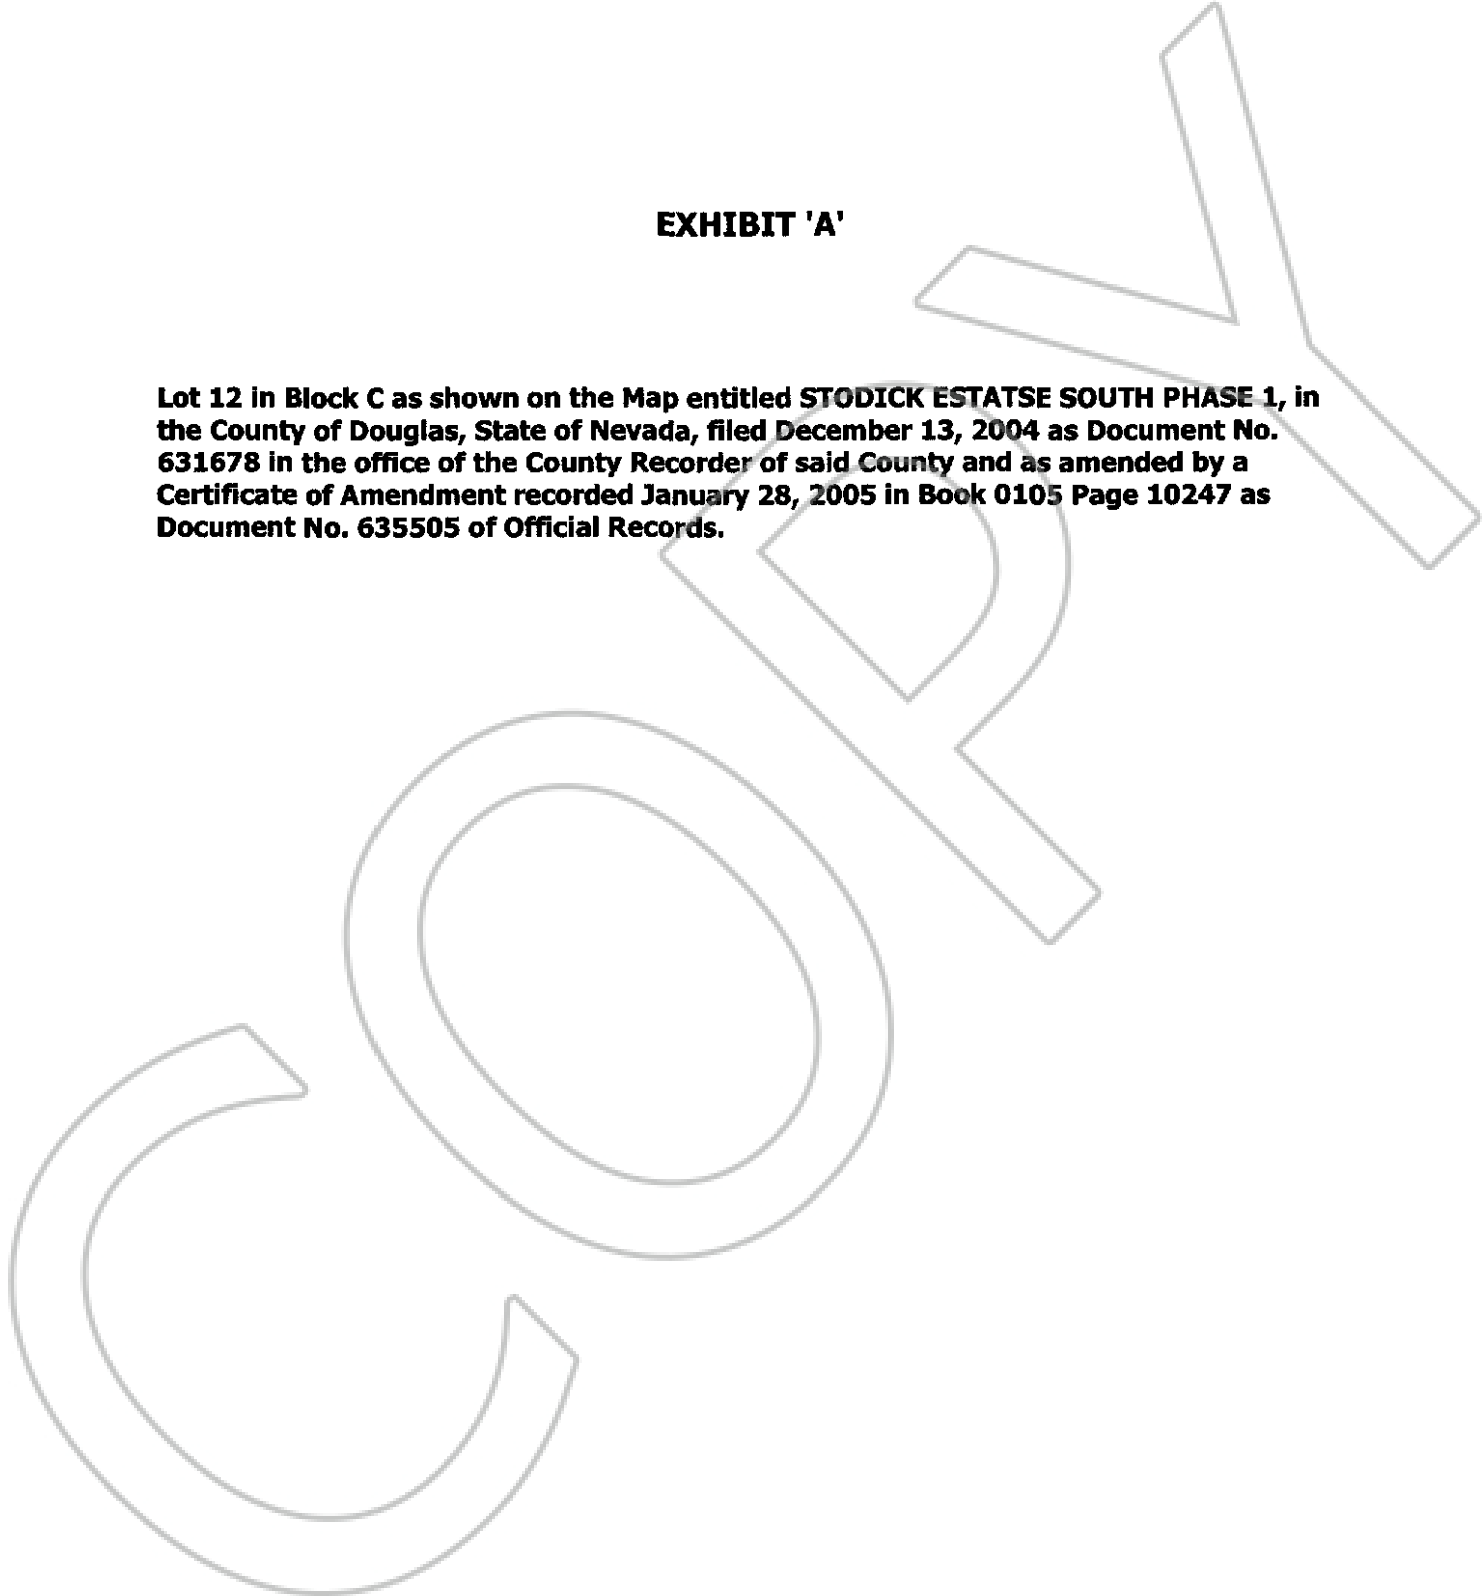 EXHIBIT 'A'
Lot 12 in Block C as shown on the Map entitled STODICK ESTATSE SOUTH PHASE 1, in
the County of Douglas, State of Nevada, filed December 13, 2004 as Document No.
631678 in the office of the County Recorder of said County and as amended by a
Certificate of Amendment recorded January 28, 2005 in Book 0105 Page 10247 as
Document No. 635505 of Official Records.
COPY